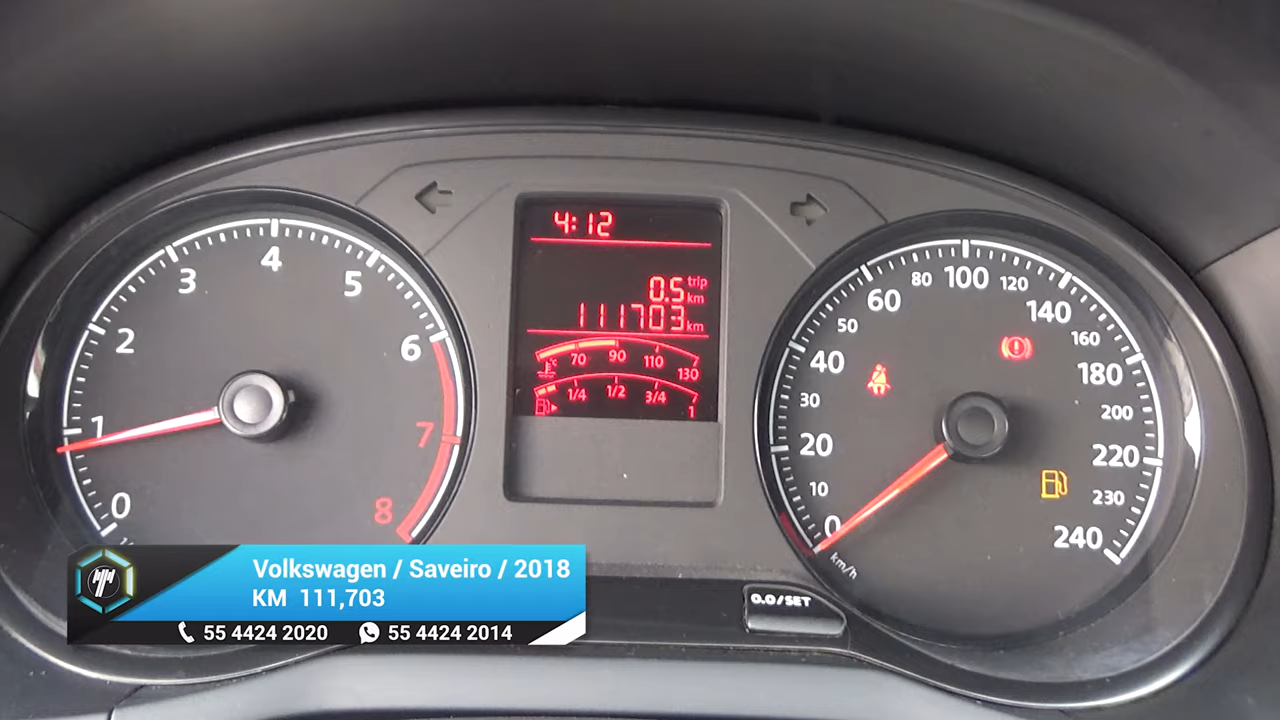 4:12
0.5 trip km
111703 km
70 90 110 130
1/4 1/2 3/4 1
0 1 2 3 4 5 6 7 8
0 10 20 30 40 50 60 80 100 120 140 160 180 200 220 230 240
km/h
0.0/SET
Volkswagen / Saveiro / 2018
KM 111,703
55 4424 2020 55 4424 2014